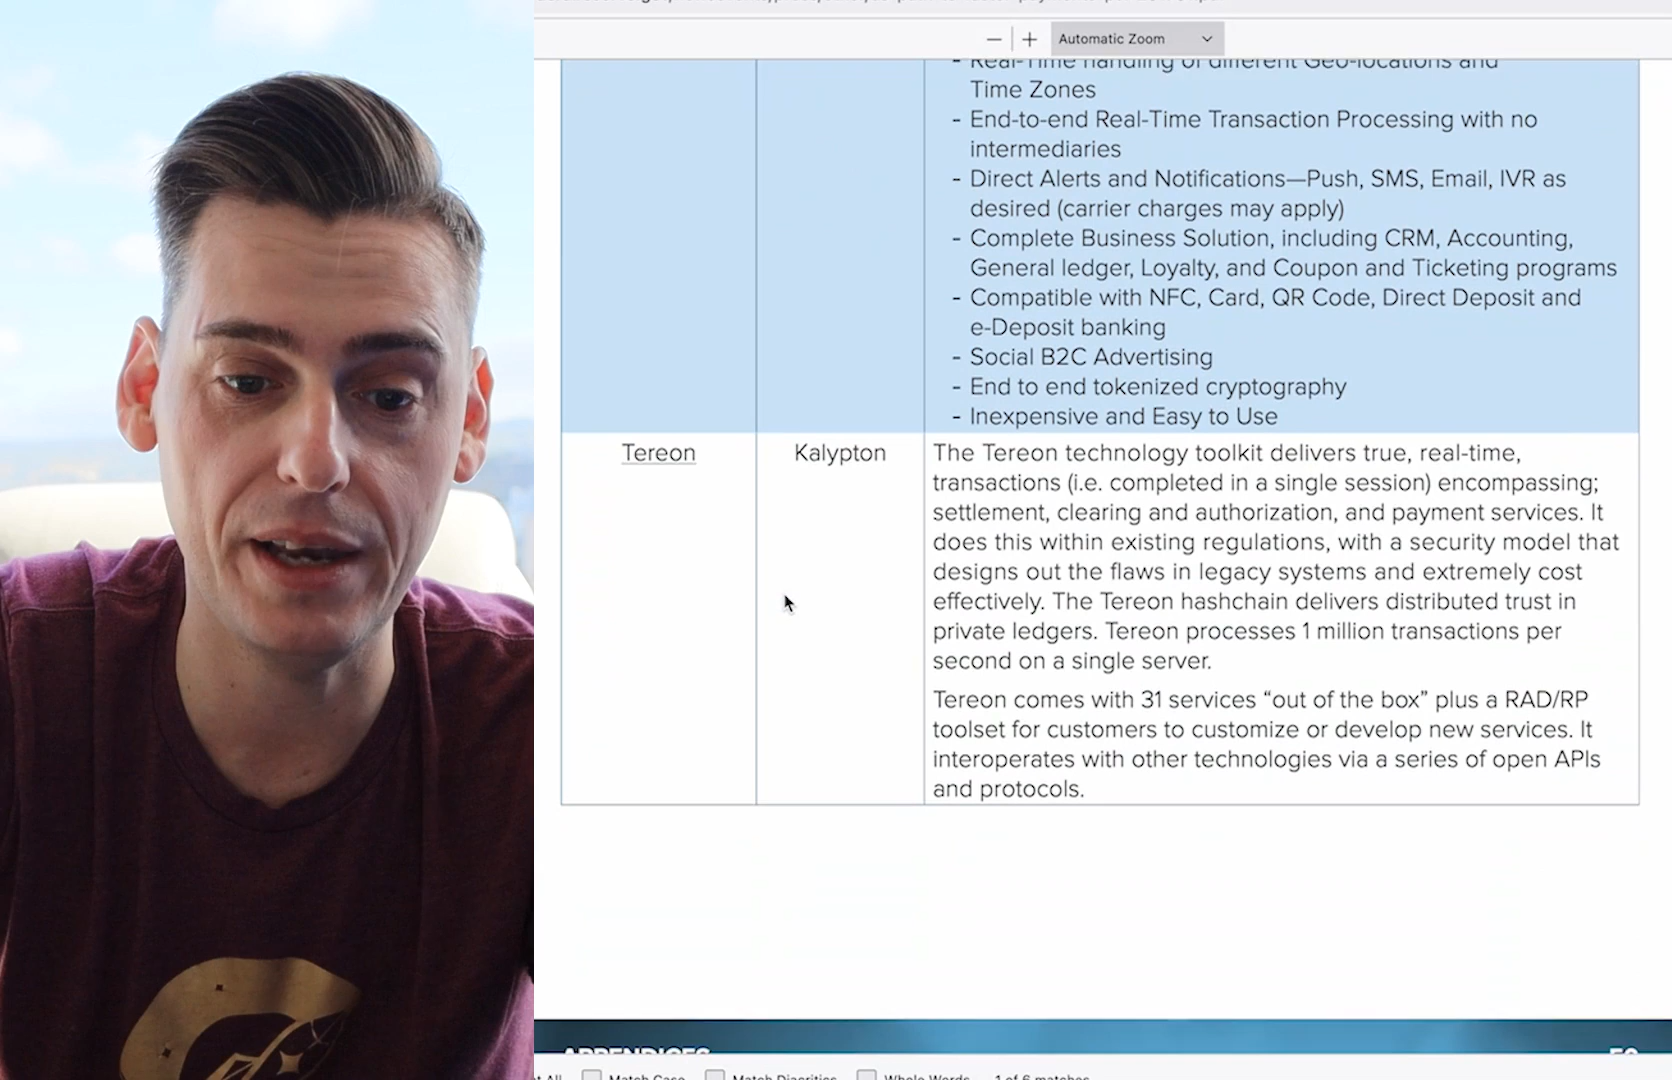 Automatic Zoom
- Real-Time handling of different Geo-locations and
Time Zones
- End-to-end Real-Time Transaction Processing with no
intermediaries
- Direct Alerts and Notifications—Push, SMS, Email, IVR as
desired (carrier charges may apply)
- Complete Business Solution, including CRM, Accounting,
General ledger, Loyalty, and Coupon and Ticketing programs
- Compatible with NFC, Card, QR Code, Direct Deposit and
e-Deposit banking
- Social B2C Advertising
- End to end tokenized cryptography
- Inexpensive and Easy to Use
Tereon
Kalypton
The Tereon technology toolkit delivers true, real-time,
transactions (i.e. completed in a single session) encompassing;
settlement, clearing and authorization, and payment services. It
does this within existing regulations, with a security model that
designs out the flaws in legacy systems and extremely cost
effectively. The Tereon hashchain delivers distributed trust in
private ledgers. Tereon processes 1 million transactions per
second on a single server.
Tereon comes with 31 services “out of the box” plus a RAD/RP
toolset for customers to customize or develop new services. It
interoperates with other technologies via a series of open APIs
and protocols.
APPENDICES
Match Case Match Diacritics Whole Words 1 of 6 matches